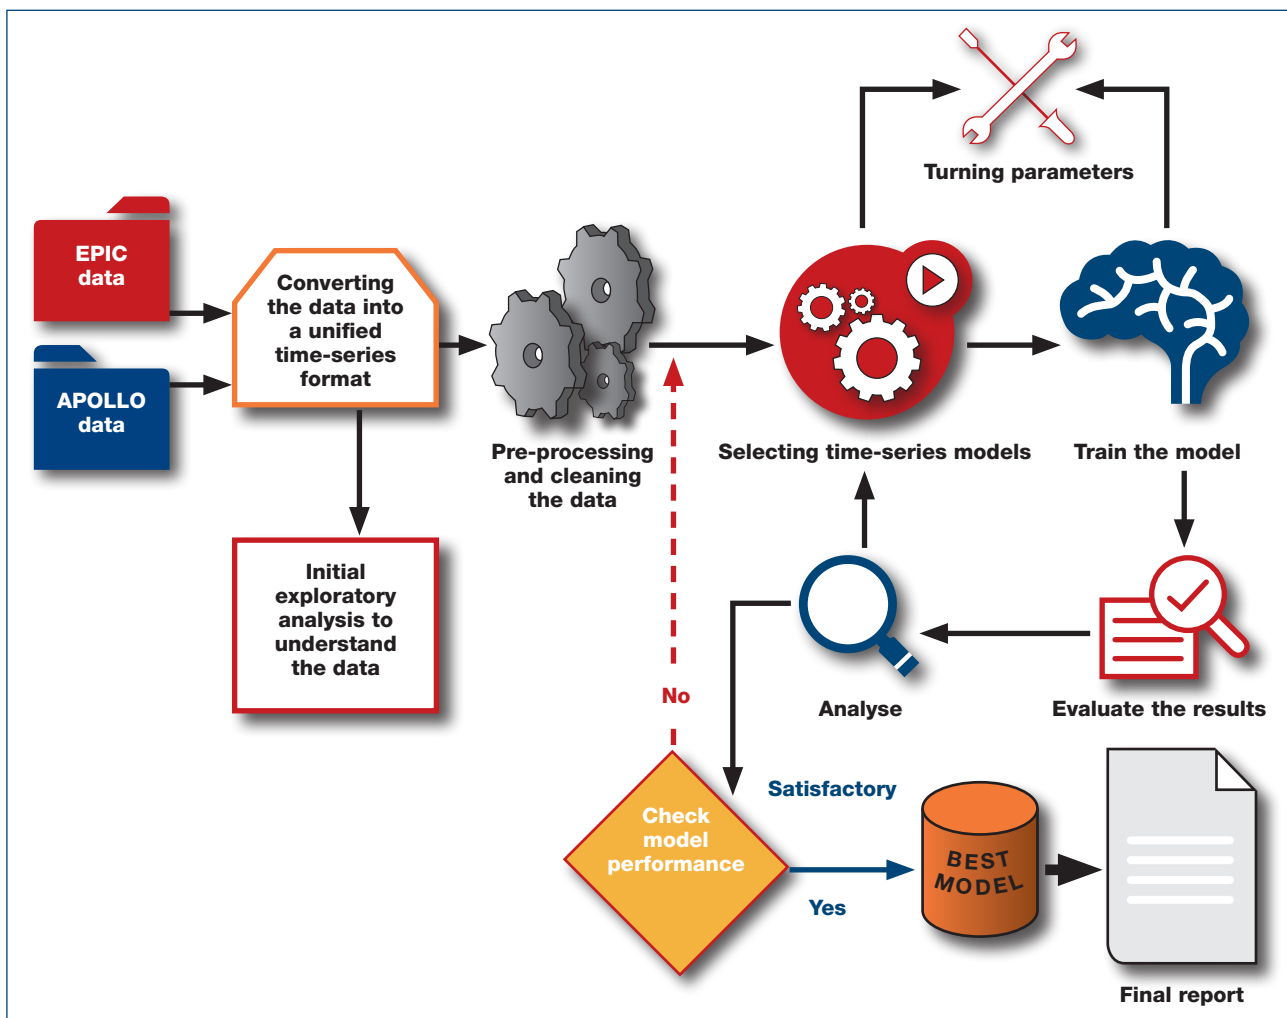 Turning parameters
EPIC
data
APOLLO
data
Converting
the data into
a unified
time-series
format
Pre-processing
and cleaning
the data
Selecting time-series models
Train the model
Initial
exploratory
analysis to
understand
the data
No
Analyse
Evaluate the results
Check
model
performance
Satisfactory
Yes
BEST
MODEL
Final report